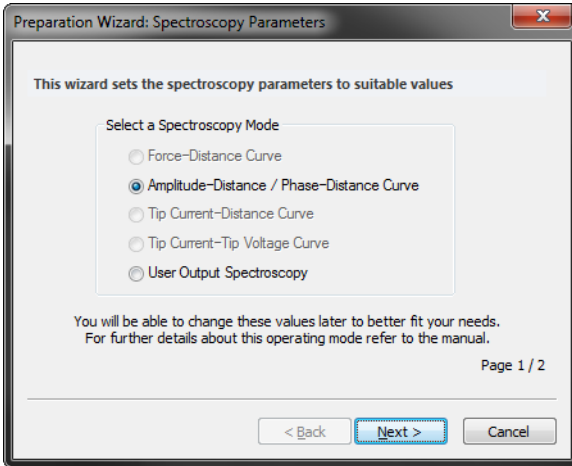 Preparation Wizard: Spectroscopy Parameters
This wizard sets the spectroscopy parameters to suitable values
Select a Spectroscopy Mode
Force-Distance Curve
Amplitude-Distance / Phase-Distance Curve
Tip Current-Distance Curve
Tip Current-Tip Voltage Curve
User Output Spectroscopy
You will be able to change these values later to better fit your needs.
For further details about this operating mode refer to the manual.
Page 1 / 2
< Back Next > Cancel